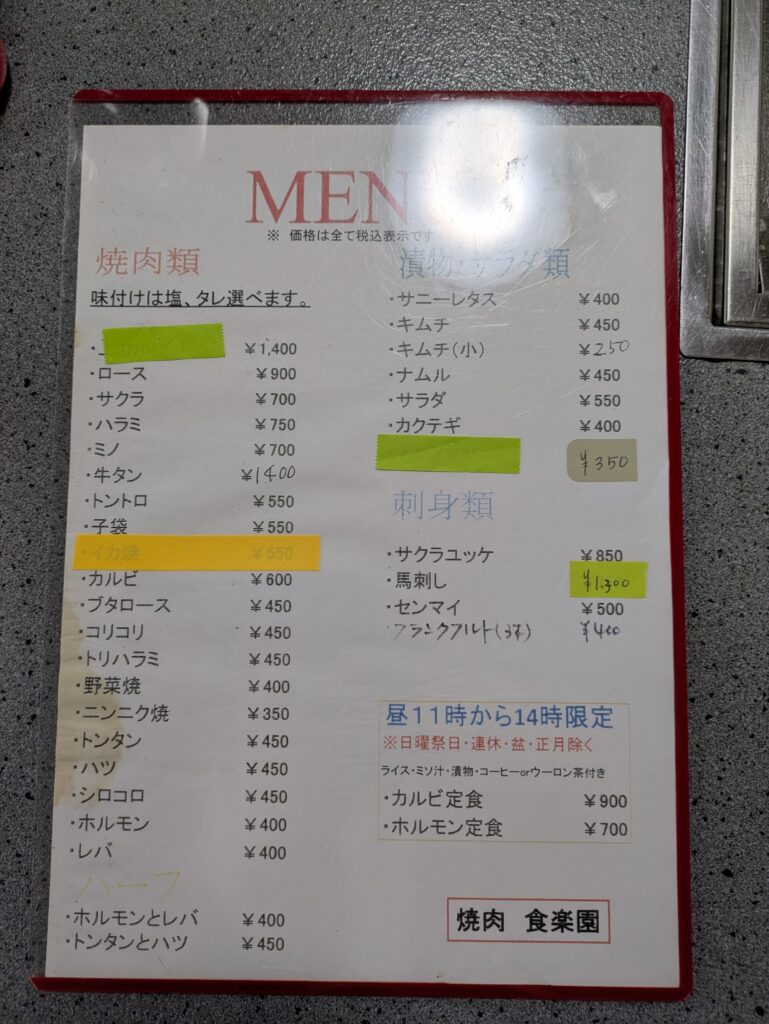 MEN
※ 価格は全て税込表示です
焼肉類
味付けは塩、タレ選べます。
¥1,400
・ロース ¥900
・サクラ ¥700
・ハラミ ¥750
・ミノ ¥700
・牛タン ¥1400
・トントロ ¥550
・子袋 ¥550
・イカ焼 ¥550
・カルビ ¥600
・ブタロース ¥450
・コリコリ ¥450
・トリハラミ ¥450
・野菜焼 ¥400
・ニンニク焼 ¥350
・トンタン ¥450
・ハツ ¥450
・シロコロ ¥450
・ホルモン ¥400
・レバ ¥400
ハーフ
・ホルモンとレバ ¥400
・トンタンとハツ ¥450
漬物・サラダ類
・サニーレタス ¥400
・キムチ ¥450
・キムチ(小) ¥250
・ナムル ¥450
・サラダ ¥550
・カクテギ ¥400
¥350
刺身類
・サクラユッケ ¥850
・馬刺し ¥1,300
・センマイ ¥500
・フランクフルト(3本) ¥400
昼11時から14時限定
※日曜祭日・連休・盆・正月除く
ライス・ミソ汁・漬物・コーヒーorウーロン茶付き
・カルビ定食 ¥900
・ホルモン定食 ¥700
焼肉 食楽園